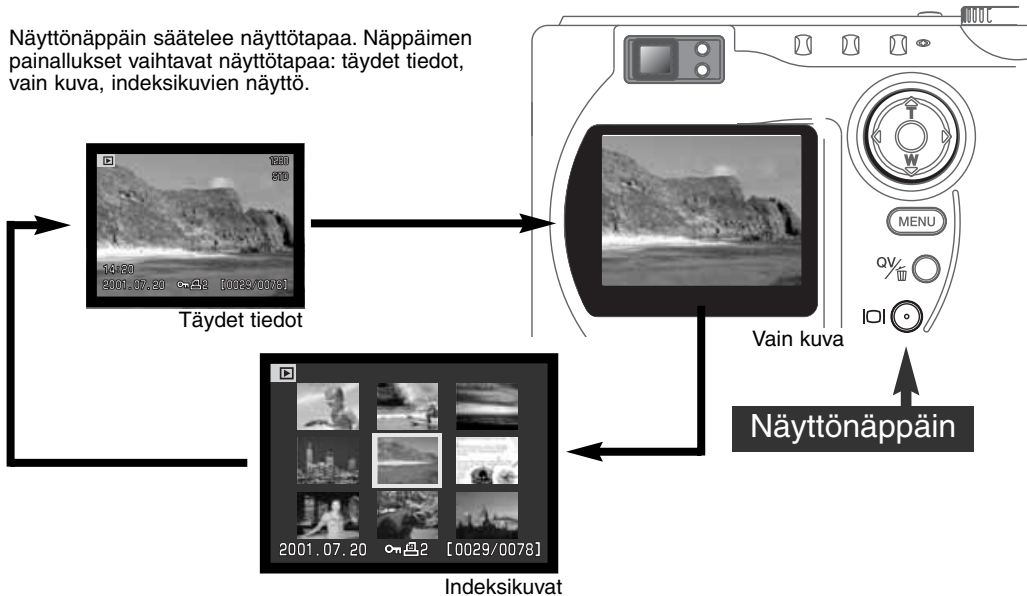 Näyttönäppäin säätelee näyttötapaa. Näppäimen
painallukset vaihtavat näyttötapaa: täydet tiedot,
vain kuva, indeksikuvien näyttö.
1280
STD
14:20
2001.07.20 2 [0029/0078]
Täydet tiedot
T
W
MENU
QV/
Vain kuva
Näyttönäppäin
2001.07.20 2 [0029/0078]
Indeksikuvat